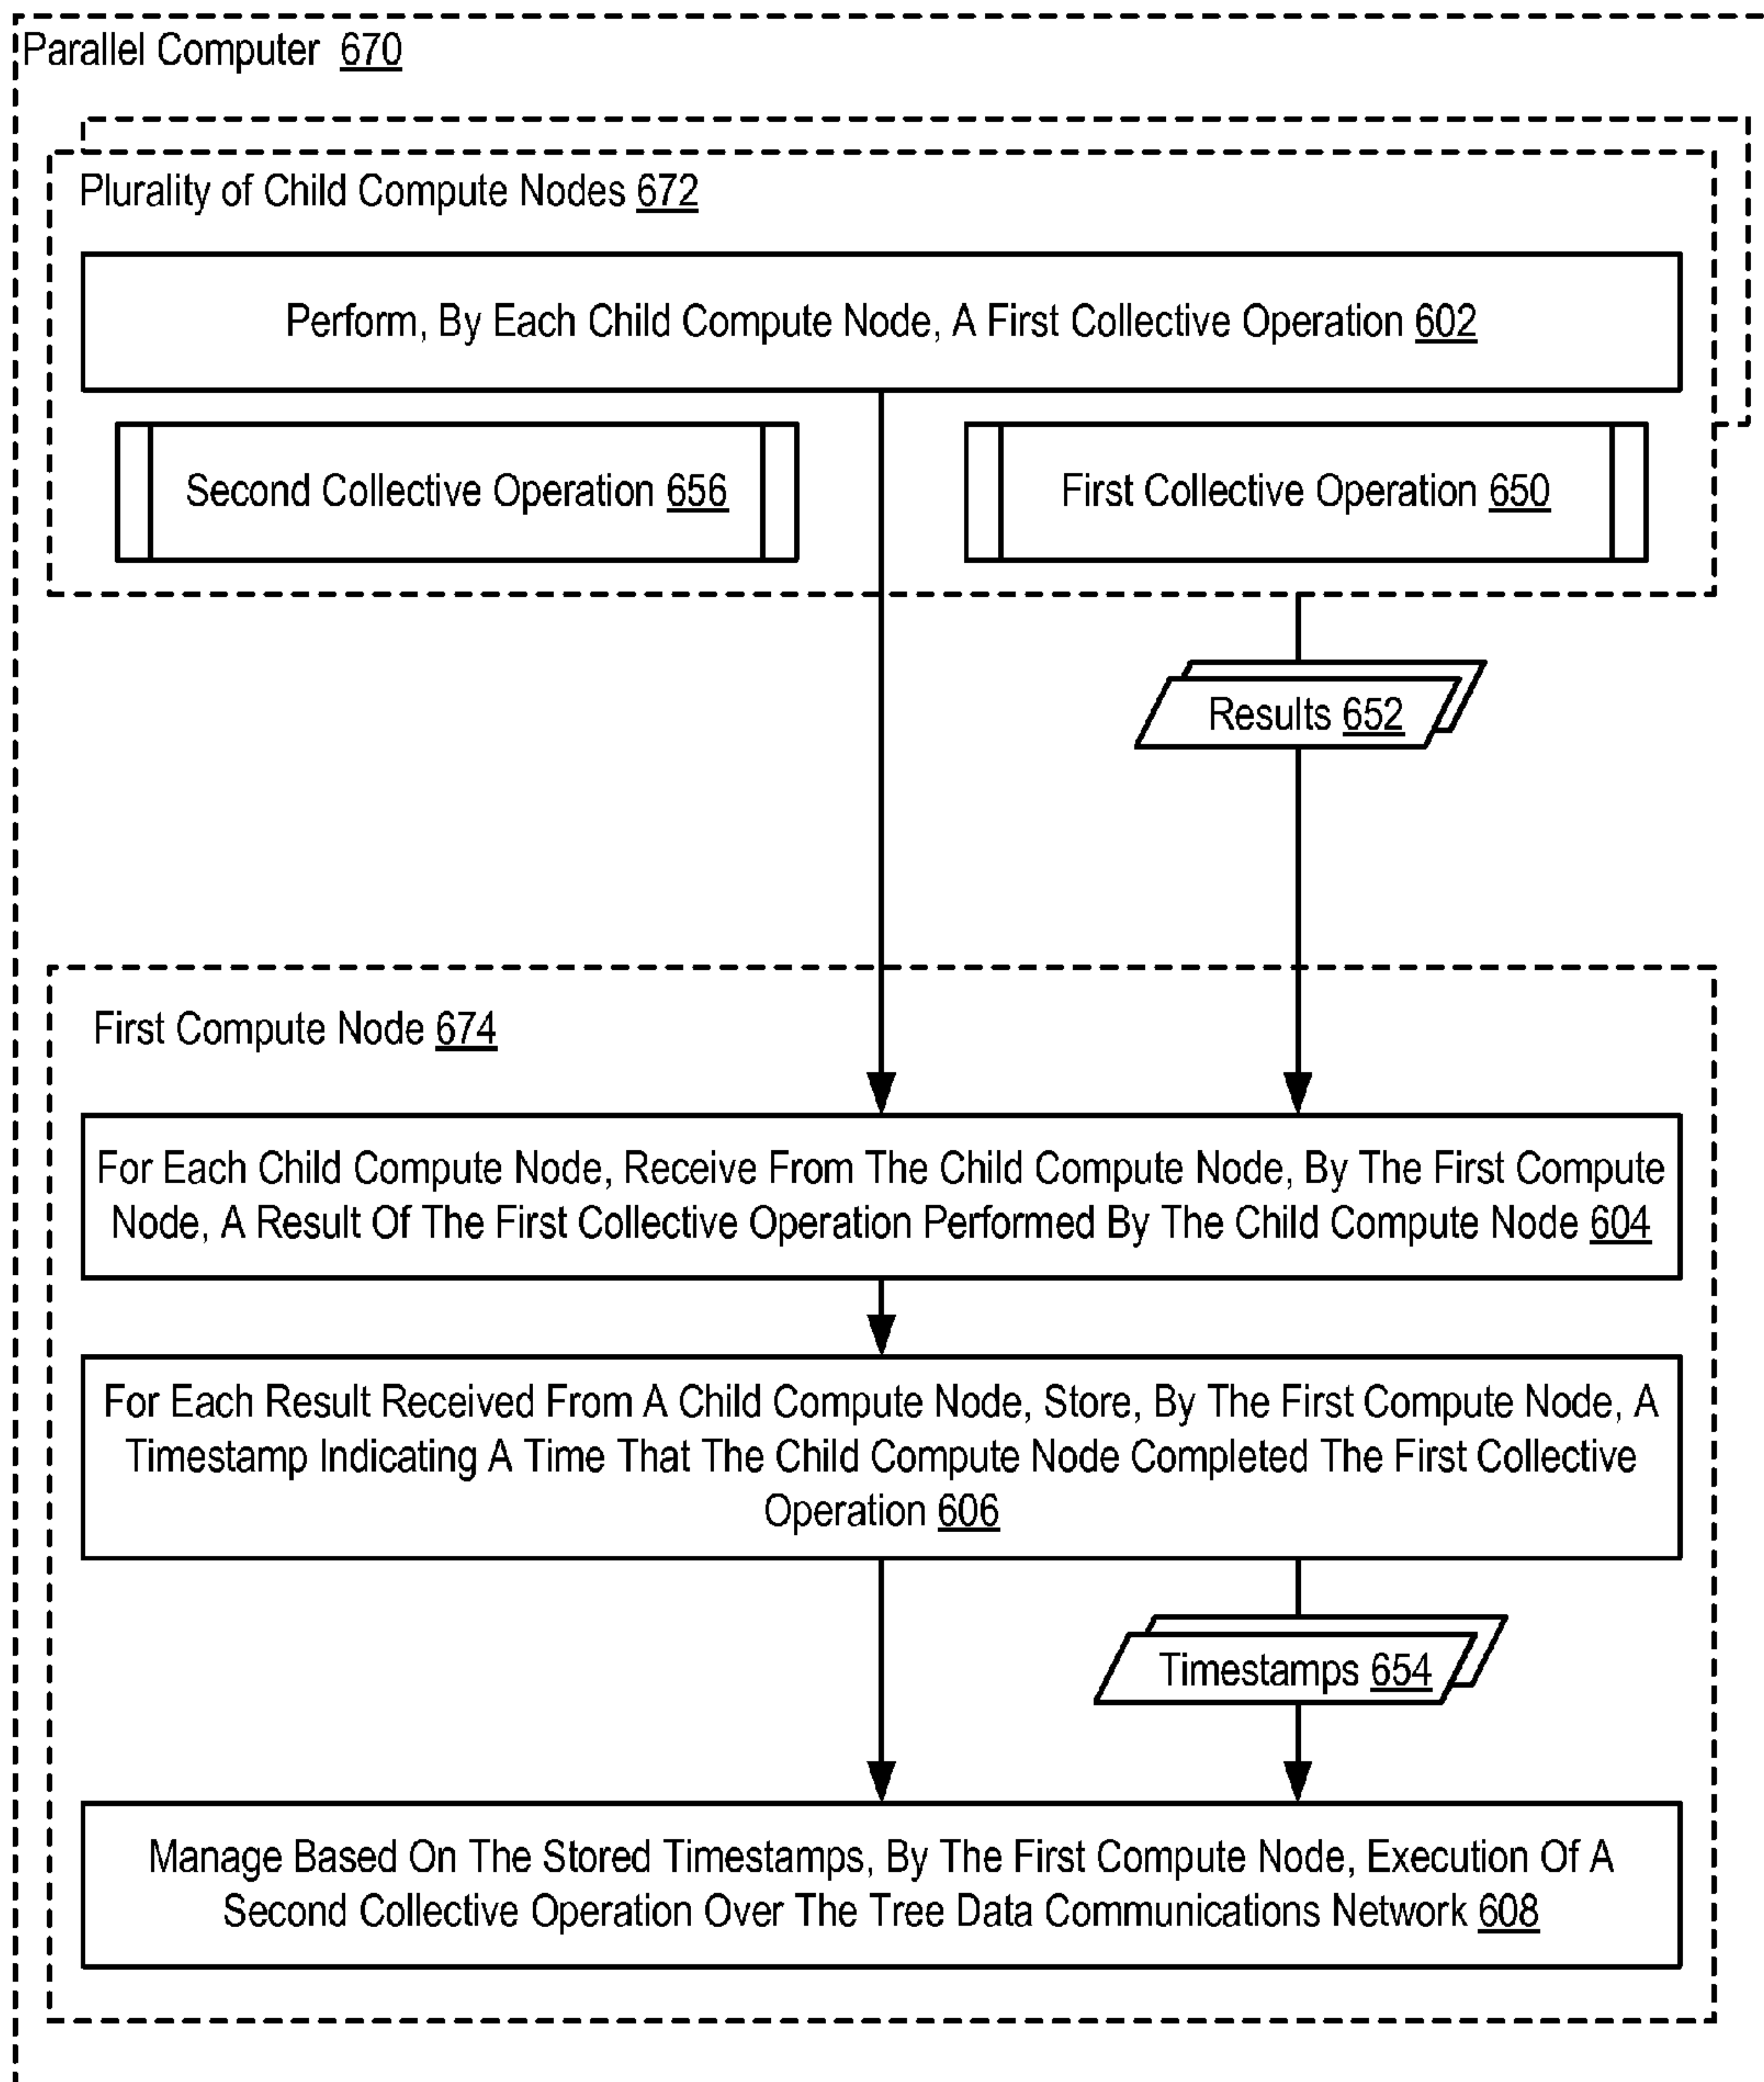 Parallel Computer 670
Plurality of Child Compute Nodes 672
Perform, By Each Child Compute Node, A First Collective Operation 602
Second Collective Operation 656
First Collective Operation 650
Results 652
First Compute Node 674
For Each Child Compute Node, Receive From The Child Compute Node, By The First Compute
Node, A Result Of The First Collective Operation Performed By The Child Compute Node 604
For Each Result Received From A Child Compute Node, Store, By The First Compute Node, A
Timestamp Indicating A Time That The Child Compute Node Completed The First Collective
Operation 606
Timestamps 654
Manage Based On The Stored Timestamps, By The First Compute Node, Execution Of A
Second Collective Operation Over The Tree Data Communications Network 608